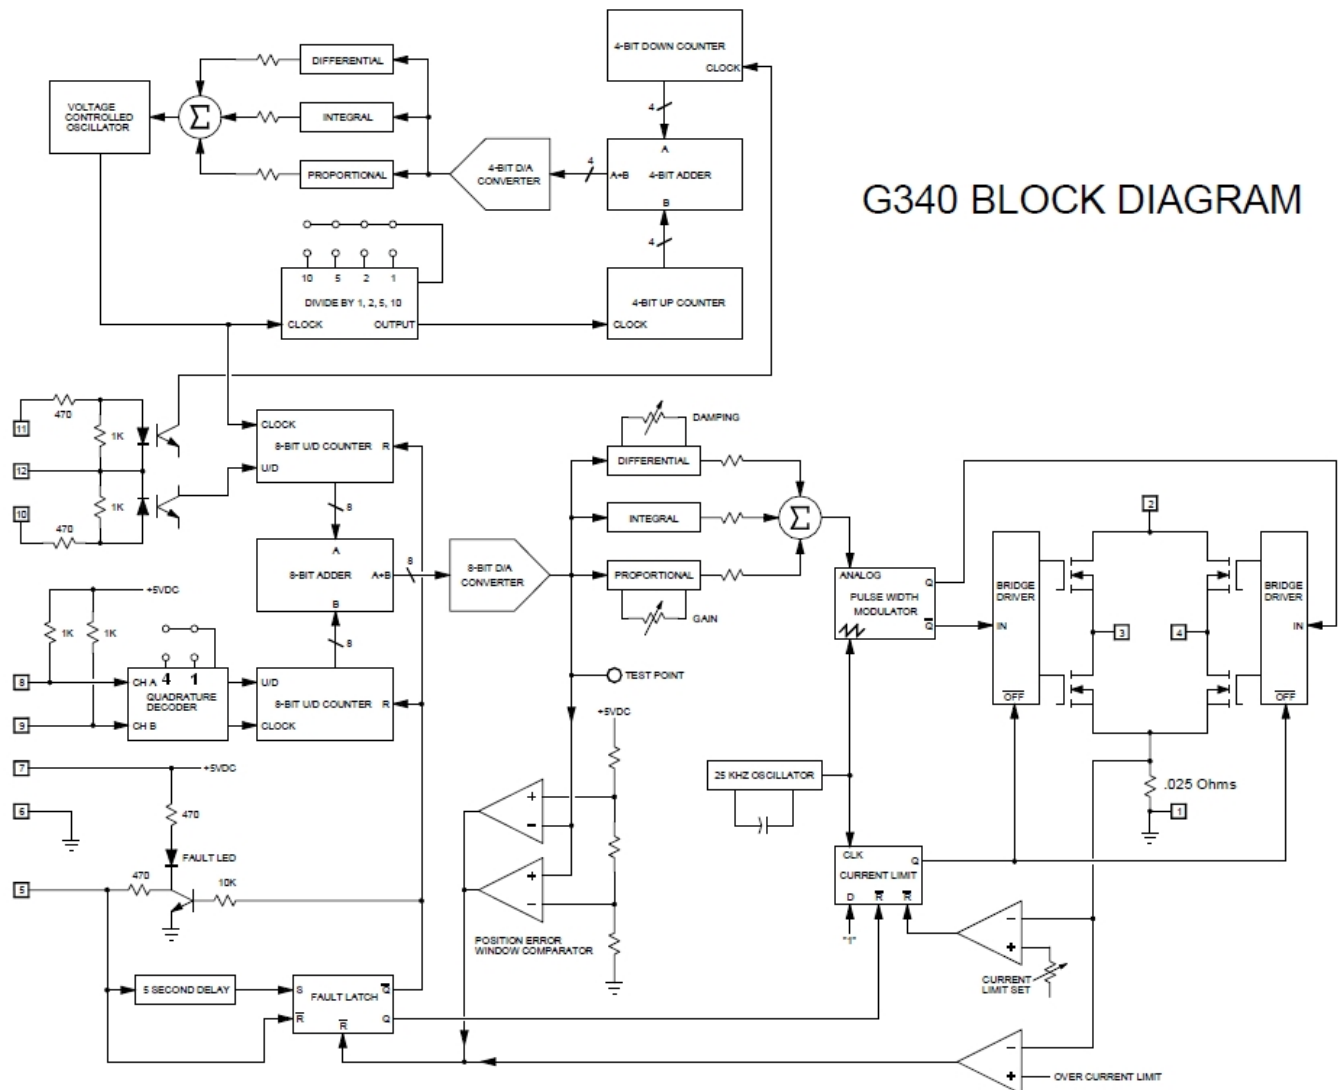 G340 BLOCK DIAGRAM
4-BIT DOWN COUNTER
CLOCK
DIFFERENTIAL
VOLTAGE
CONTROLLED
OSCILLATOR
Σ
INTEGRAL
PROPORTIONAL
4-BIT D/A
CONVERTER
4
4
A
A+B
4-BIT ADDER
B
4
10
5
2
1
DIVIDE BY 1, 2, 5, 10
CLOCK
OUTPUT
4-BIT UP COUNTER
CLOCK
11
470
1K
12
1K
10
470
CLOCK
8-BIT U/D COUNTER
R
U/D
8
A
8-BIT ADDER
A+B
B
8
8-BIT D/A
CONVERTER
8
DAMPING
DIFFERENTIAL
INTEGRAL
Σ
PROPORTIONAL
GAIN
ANALOG
Q
PULSE WIDTH
MODULATOR
Q
BRIDGE
DRIVER
IN
OFF
2
3
4
BRIDGE
DRIVER
IN
OFF
+5VDC
1K
1K
8
CH A
4
1
QUADRATURE
DECODER
9
CH B
U/D
8-BIT U/D COUNTER
R
CLOCK
TEST POINT
+5VDC
7
+5VDC
6
470
FAULT LED
5
470
10K
+
−
+
−
POSITION ERROR
WINDOW COMPARATOR
25 KHZ OSCILLATOR
.025 Ohms
1
CLK
Q
CURRENT LIMIT
D
R
R
"1"
−
+
CURRENT
LIMIT SET
5 SECOND DELAY
S
Q
FAULT LATCH
R
R
Q
−
+
OVER CURRENT LIMIT